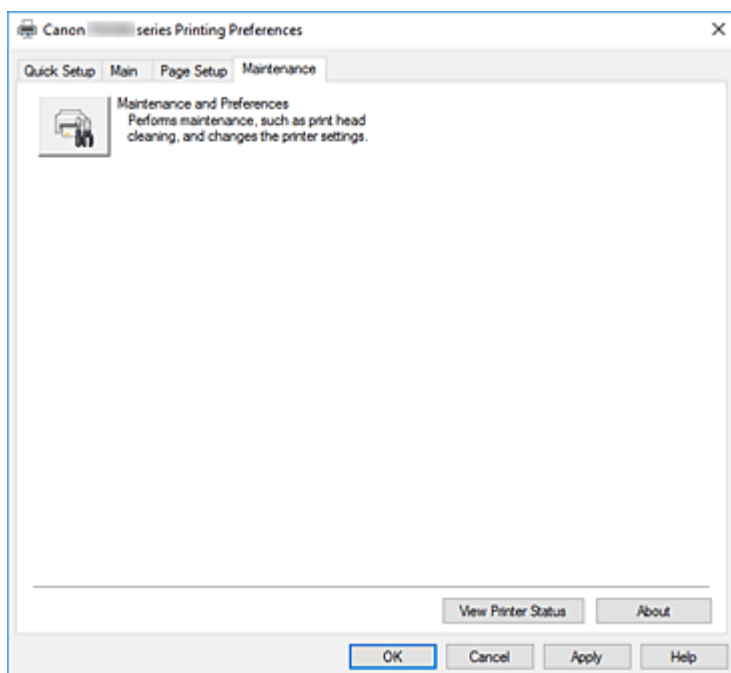 Canon series Printing Preferences
Quick Setup Main Page Setup Maintenance
Maintenance and Preferences
Performs maintenance, such as print head
cleaning, and changes the printer settings.
View Printer Status About
OK Cancel Apply Help